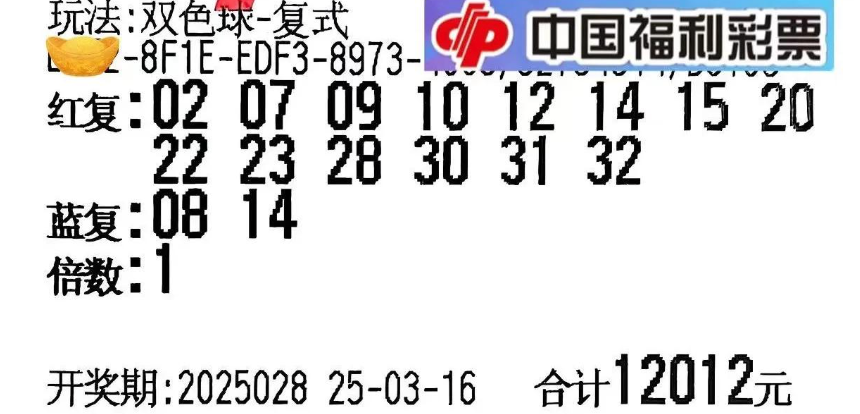 玩法:双色球-复式
中国福利彩票
-8F1E-EDF3-8973-
红复:02 07 09 10 12 14 15 20
22 23 28 30 31 32
蓝复:08 14
倍数:1
开奖期:2025028 25-03-16 合计12012元